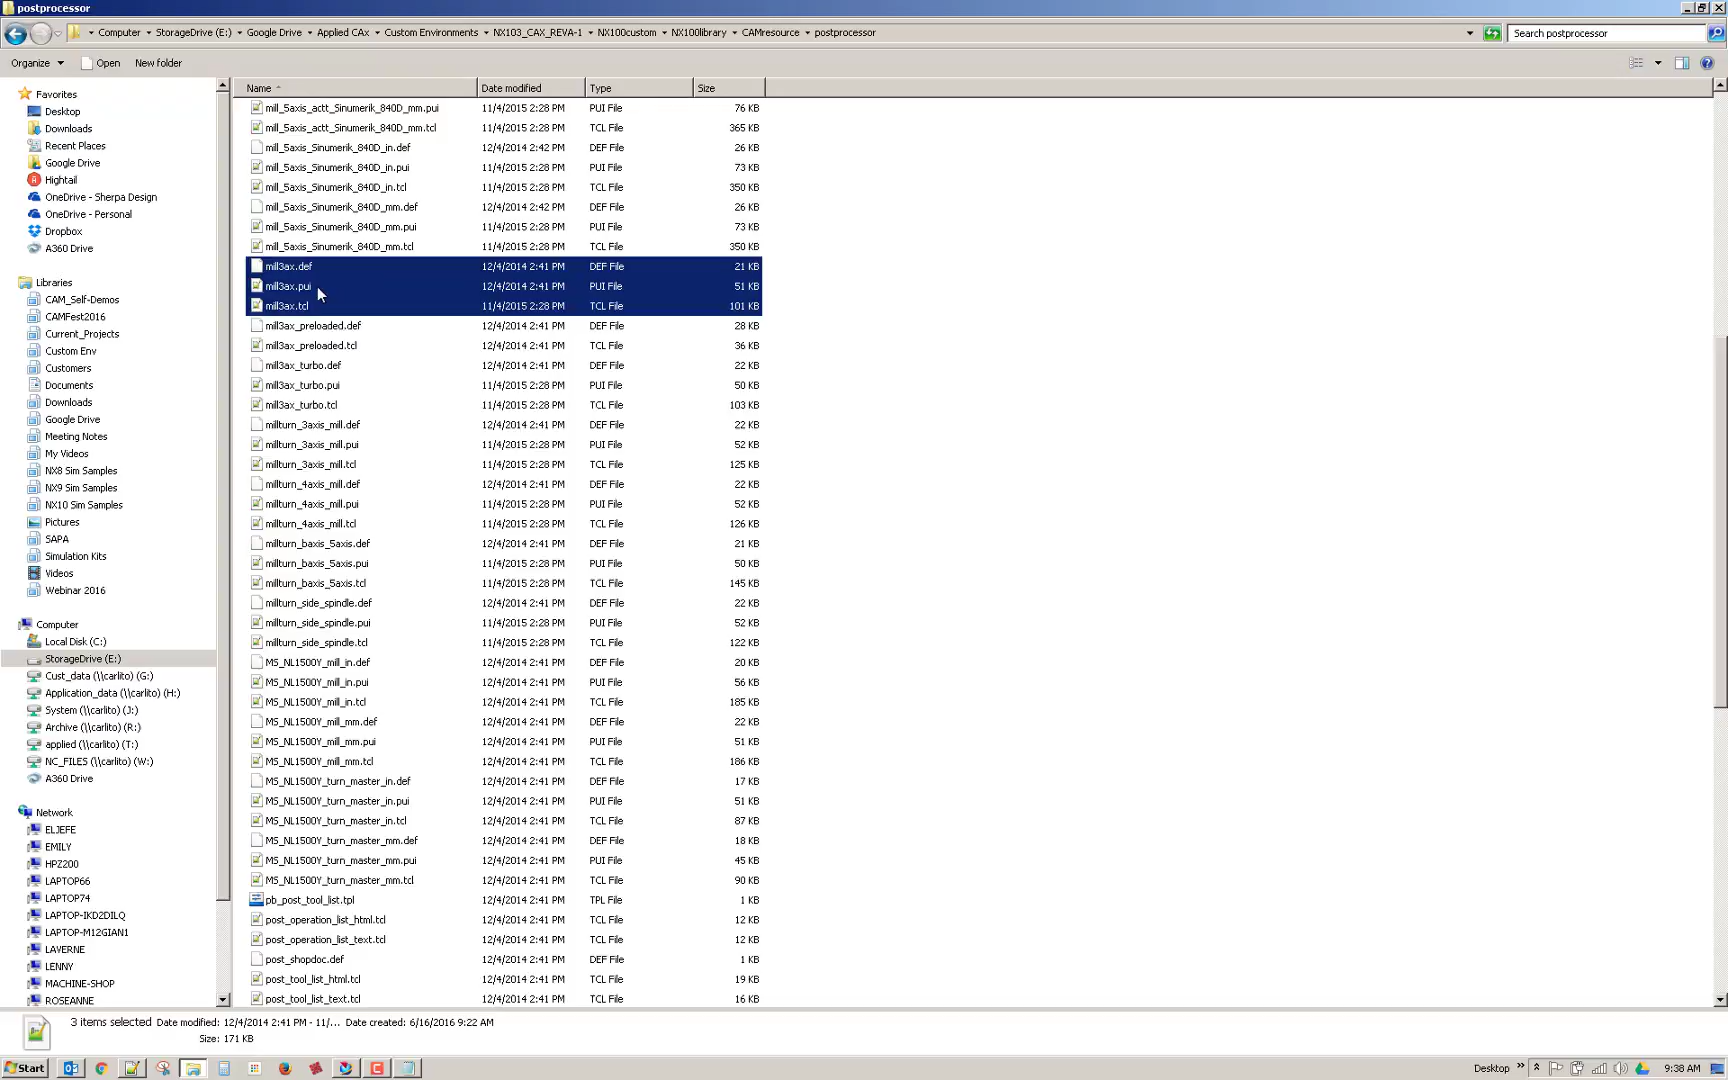 postprocessor
Computer StorageDrive (E:) Google Drive Applied CAx Custom Environments NX103_CAX_REVA-1 NX100custom NX100library CAMresource postprocessor Search postprocessor
Organize Open New folder
Name Date modified Type Size
Favorites
Desktop
Downloads
Recent Places
Google Drive
Hightail
OneDrive - Sherpa Design
OneDrive - Personal
Dropbox
A360 Drive
Libraries
CAM_Self-Demos
CAMFest2016
Current_Projects
Custom Env
Customers
Documents
Downloads
Google Drive
Meeting Notes
My Videos
NX8 Sim Samples
NX9 Sim Samples
NX10 Sim Samples
Pictures
SAPA
Simulation Kits
Videos
Webinar 2016
Computer
Local Disk (C:)
StorageDrive (E:)
Cust_data (\\carlito) (G:)
Application_data (\\carlito) (H:)
System (\\carlito) (J:)
Archive (\\carlito) (R:)
applied (\\carlito) (T:)
NC_FILES (\\carlito) (W:)
A360 Drive
Network
ELJEFE
EMILY
HPZ200
LAPTOP66
LAPTOP74
LAPTOP-IKD2DILQ
LAPTOP-M12GIAN1
LAVERNE
LENNY
MACHINE-SHOP
ROSEANNE
mill_5axis_actt_Sinumerik_840D_mm.pui 11/4/2015 2:28 PM PUI File 76 KB
mill_5axis_actt_Sinumerik_840D_mm.tcl 11/4/2015 2:28 PM TCL File 365 KB
mill_5axis_Sinumerik_840D_in.def 12/4/2014 2:42 PM DEF File 26 KB
mill_5axis_Sinumerik_840D_in.pui 11/4/2015 2:28 PM PUI File 73 KB
mill_5axis_Sinumerik_840D_in.tcl 11/4/2015 2:28 PM TCL File 350 KB
mill_5axis_Sinumerik_840D_mm.def 12/4/2014 2:42 PM DEF File 26 KB
mill_5axis_Sinumerik_840D_mm.pui 11/4/2015 2:28 PM PUI File 73 KB
mill_5axis_Sinumerik_840D_mm.tcl 11/4/2015 2:28 PM TCL File 350 KB
mill3ax.def 12/4/2014 2:41 PM DEF File 21 KB
mill3ax.pui 12/4/2014 2:41 PM PUI File 51 KB
mill3ax.tcl 11/4/2015 2:28 PM TCL File 101 KB
mill3ax_preloaded.def 12/4/2014 2:41 PM DEF File 28 KB
mill3ax_preloaded.tcl 12/4/2014 2:41 PM TCL File 36 KB
mill3ax_turbo.def 12/4/2014 2:41 PM DEF File 22 KB
mill3ax_turbo.pui 11/4/2015 2:28 PM PUI File 50 KB
mill3ax_turbo.tcl 11/4/2015 2:28 PM TCL File 103 KB
millturn_3axis_mill.def 12/4/2014 2:41 PM DEF File 22 KB
millturn_3axis_mill.pui 11/4/2015 2:28 PM PUI File 52 KB
millturn_3axis_mill.tcl 11/4/2015 2:28 PM TCL File 125 KB
millturn_4axis_mill.def 12/4/2014 2:41 PM DEF File 22 KB
millturn_4axis_mill.pui 11/4/2015 2:28 PM PUI File 52 KB
millturn_4axis_mill.tcl 11/4/2015 2:28 PM TCL File 126 KB
millturn_baxis_5axis.def 12/4/2014 2:41 PM DEF File 21 KB
millturn_baxis_5axis.pui 11/4/2015 2:28 PM PUI File 50 KB
millturn_baxis_5axis.tcl 11/4/2015 2:28 PM TCL File 145 KB
millturn_side_spindle.def 12/4/2014 2:41 PM DEF File 22 KB
millturn_side_spindle.pui 11/4/2015 2:28 PM PUI File 52 KB
millturn_side_spindle.tcl 11/4/2015 2:28 PM TCL File 122 KB
MS_NL1500Y_mill_in.def 12/4/2014 2:41 PM DEF File 20 KB
MS_NL1500Y_mill_in.pui 12/4/2014 2:41 PM PUI File 56 KB
MS_NL1500Y_mill_in.tcl 12/4/2014 2:41 PM TCL File 185 KB
MS_NL1500Y_mill_mm.def 12/4/2014 2:41 PM DEF File 22 KB
MS_NL1500Y_mill_mm.pui 12/4/2014 2:41 PM PUI File 51 KB
MS_NL1500Y_mill_mm.tcl 12/4/2014 2:41 PM TCL File 186 KB
MS_NL1500Y_turn_master_in.def 12/4/2014 2:41 PM DEF File 17 KB
MS_NL1500Y_turn_master_in.pui 12/4/2014 2:41 PM PUI File 51 KB
MS_NL1500Y_turn_master_in.tcl 12/4/2014 2:41 PM TCL File 87 KB
MS_NL1500Y_turn_master_mm.def 12/4/2014 2:41 PM DEF File 18 KB
MS_NL1500Y_turn_master_mm.pui 12/4/2014 2:41 PM PUI File 45 KB
MS_NL1500Y_turn_master_mm.tcl 12/4/2014 2:41 PM TCL File 90 KB
pb_post_tool_list.tpl 12/4/2014 2:41 PM TPL File 1 KB
post_operation_list_html.tcl 12/4/2014 2:41 PM TCL File 12 KB
post_operation_list_text.tcl 12/4/2014 2:41 PM TCL File 12 KB
post_shopdoc.def 12/4/2014 2:41 PM DEF File 1 KB
post_tool_list_html.tcl 12/4/2014 2:41 PM TCL File 19 KB
post_tool_list_text.tcl 12/4/2014 2:41 PM TCL File 16 KB
3 items selected Date modified: 12/4/2014 2:41 PM - 11/... Date created: 6/16/2016 9:22 AM
Size: 171 KB
Start Desktop 9:38 AM